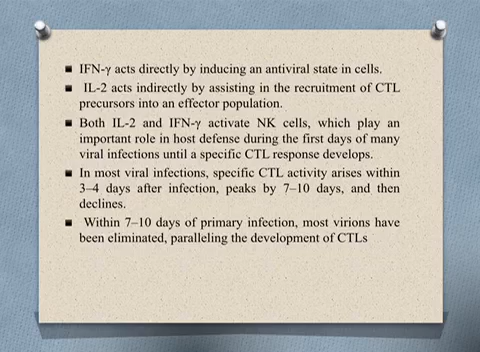 ■ IFN-γ acts directly by inducing an antiviral state in cells.
■ IL-2 acts indirectly by assisting in the recruitment of CTL
precursors into an effector population.
■ Both IL-2 and IFN-γ activate NK cells, which play an
important role in host defense during the first days of many
viral infections until a specific CTL response develops.
■ In most viral infections, specific CTL activity arises within
3–4 days after infection, peaks by 7–10 days, and then
declines.
■ Within 7–10 days of primary infection, most virions have
been eliminated, paralleling the development of CTLs